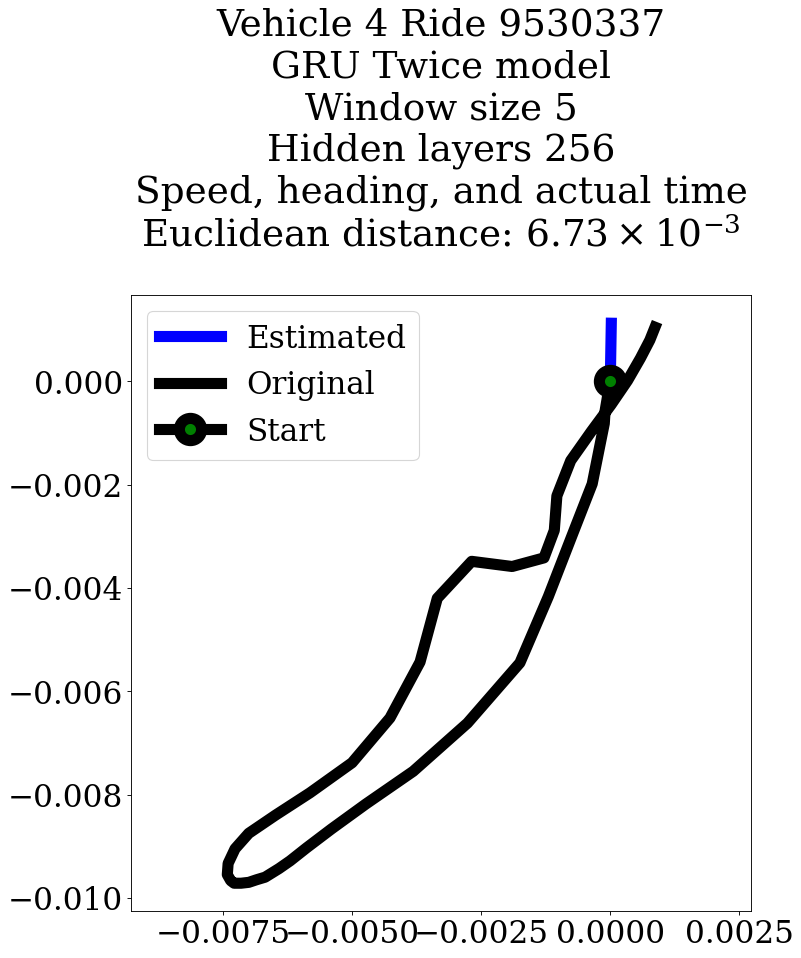 Vehicle 4 Ride 9530337
GRU Twice model
Window size 5
Hidden layers 256
Speed, heading, and actual time
Euclidean distance: 6.73 × 10⁻³
Estimated
Original
Start
0.000
−0.002
−0.004
−0.006
−0.008
−0.010
−0.0075 −0.0050 −0.0025 0.0000 0.0025